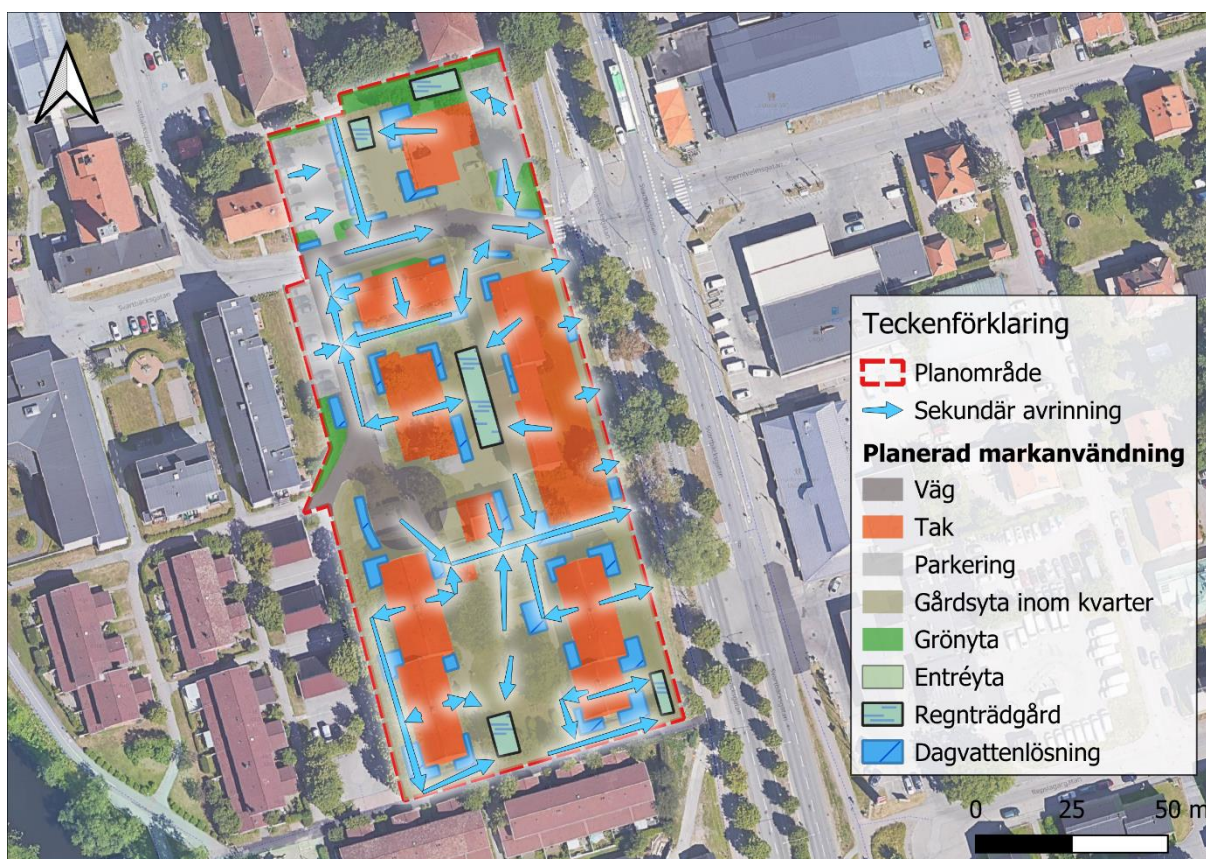 Teckenförklaring
Planområde
Sekundär avrinning
Planerad markanvändning
Väg
Tak
Parkering
Gårdsyta inom kvarter
Grönyta
Entréyta
Regnträdgård
Dagvattenlösning
0 25 50 m